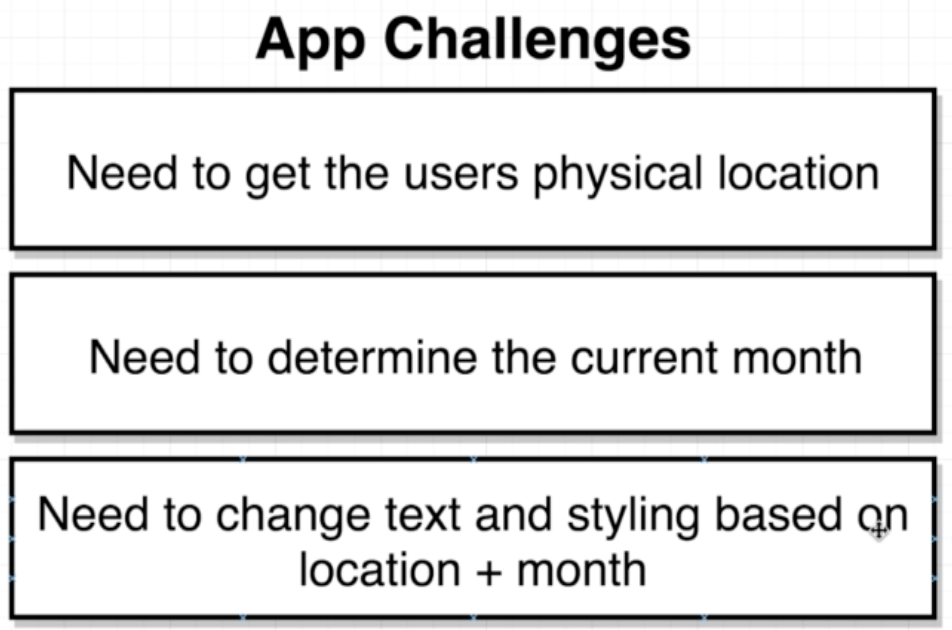 App Challenges
Need to get the users physical location
Need to determine the current month
Need to change text and styling based on
location + month